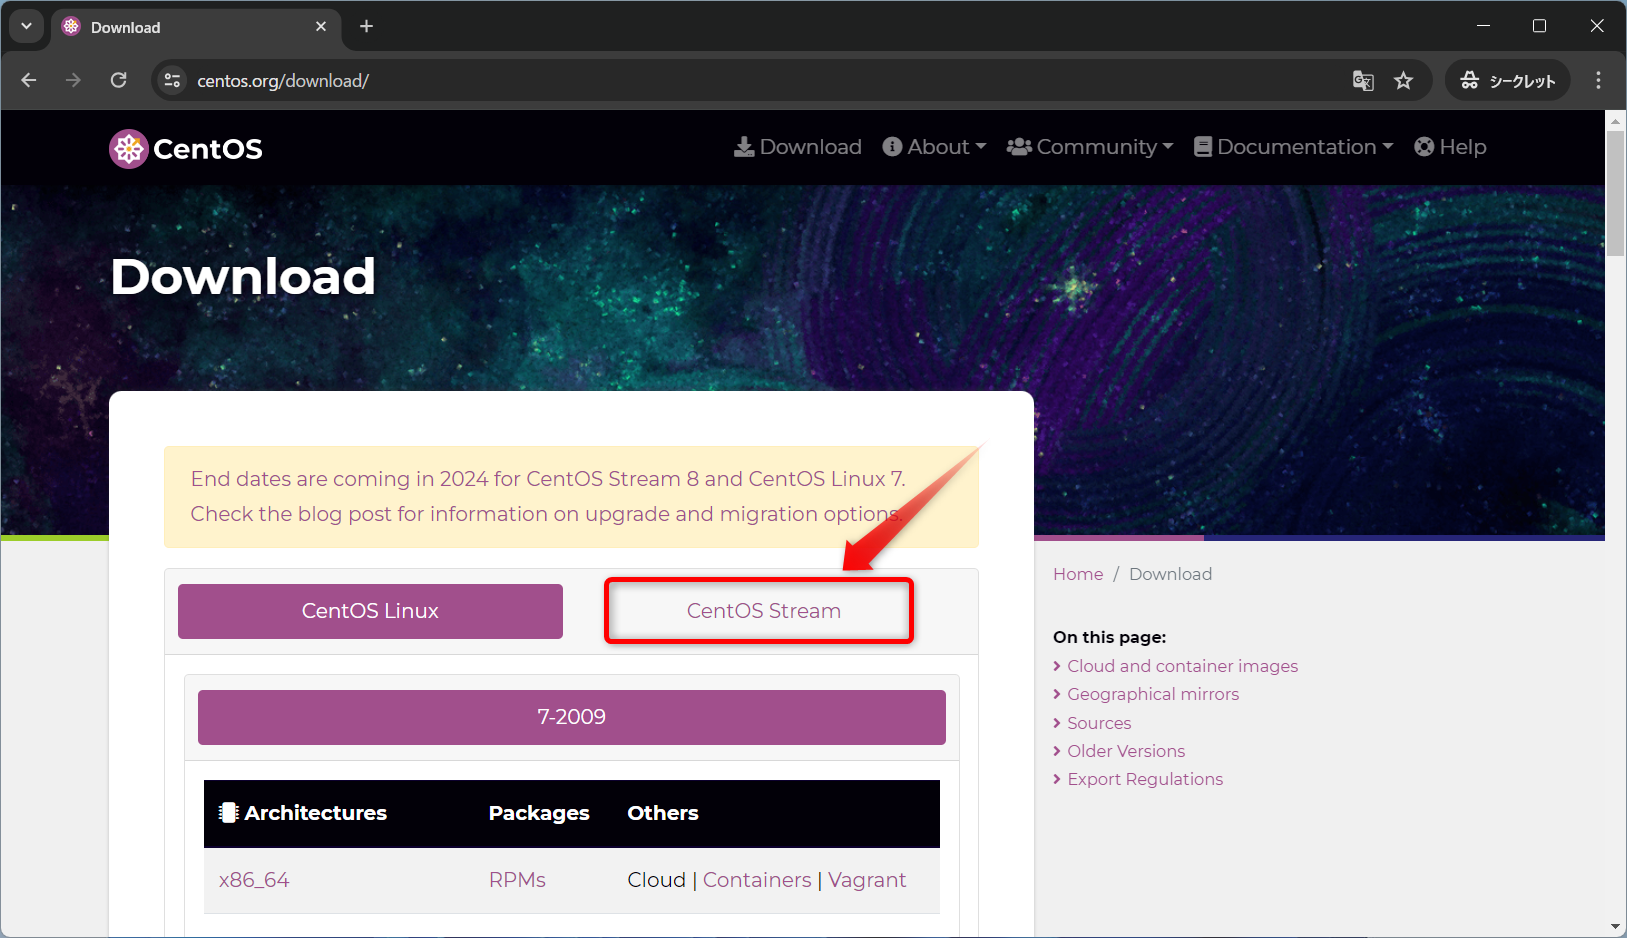 Download
centos.org/download/
シークレット
CentOS
Download About Community Documentation Help
Download
End dates are coming in 2024 for CentOS Stream 8 and CentOS Linux 7.
Check the blog post for information on upgrade and migration options.
CentOS Linux
CentOS Stream
7-2009
Architectures Packages Others
x86_64 RPMs Cloud | Containers | Vagrant
Home / Download
On this page:
Cloud and container images
Geographical mirrors
Sources
Older Versions
Export Regulations